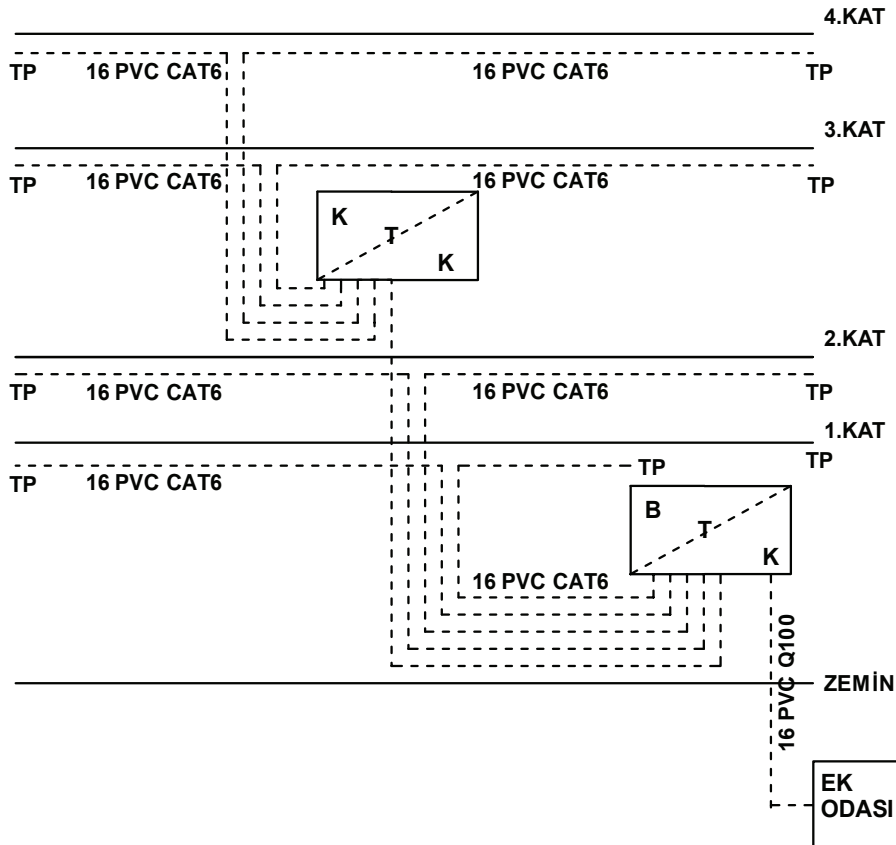 4.KAT
TP 16 PVC CAT6 16 PVC CAT6 TP
3.KAT
TP 16 PVC CAT6 16 PVC CAT6 TP
K
T
K
2.KAT
TP 16 PVC CAT6 16 PVC CAT6 TP
1.KAT
TP 16 PVC CAT6 TP TP
B
T
K
16 PVC CAT6
16 PVC Q100
ZEMİN
EK
ODASI